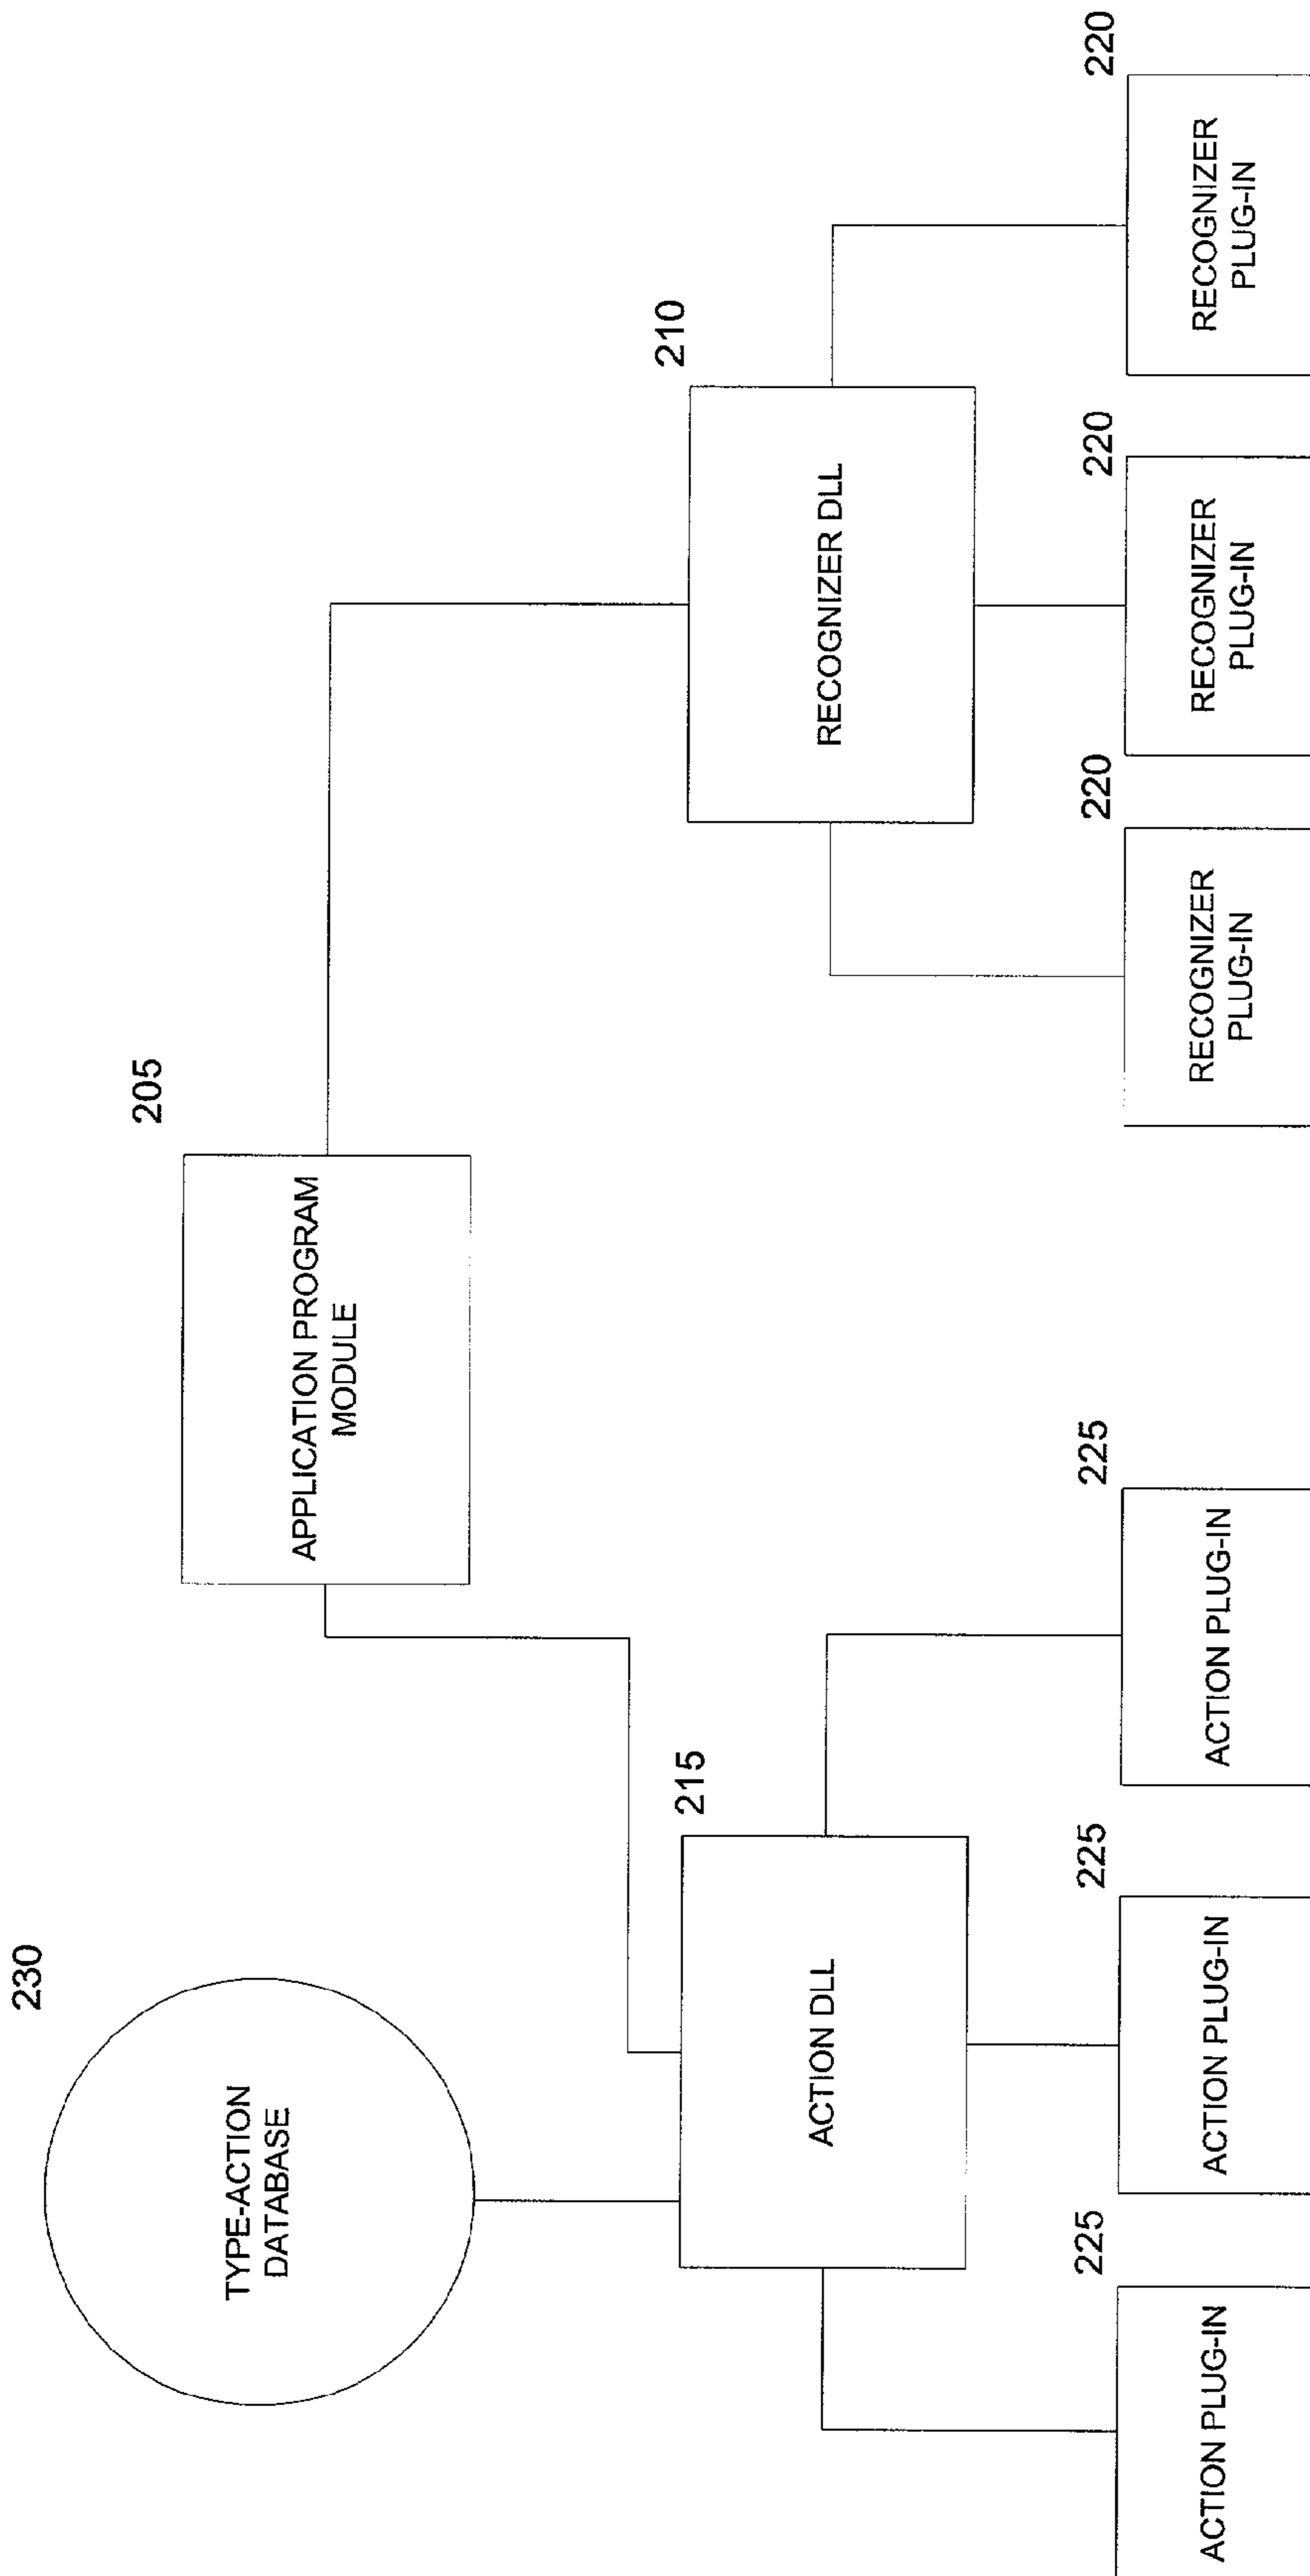 230
TYPE-ACTION
DATABASE
205
APPLICATION PROGRAM
MODULE
215
ACTION DLL
210
RECOGNIZER DLL
225
ACTION PLUG-IN
225
ACTION PLUG-IN
225
ACTION PLUG-IN
220
RECOGNIZER
PLUG-IN
220
RECOGNIZER
PLUG-IN
220
RECOGNIZER
PLUG-IN